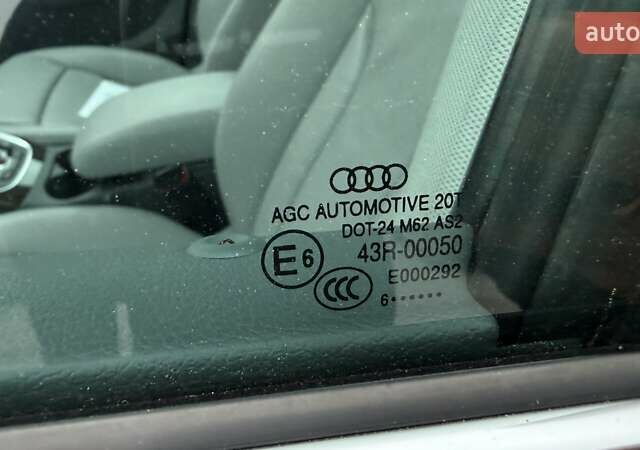 auto
AGC AUTOMOTIVE 20T
DOT-24 M62 AS2
43R-00050
E6
E000292
CCC
6••••••